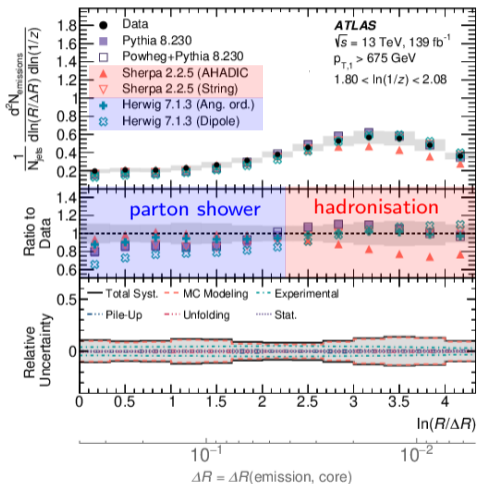 d²N_emissions
1
N_jets dln(R/ΔR) dln(1/z)
1.8
1.6
1.4
1.2
1.0
0.8
0.6
0.4
0.2
Data
Pythia 8.230
Powheg+Pythia 8.230
Sherpa 2.2.5 (AHADIC)
Sherpa 2.2.5 (String)
Herwig 7.1.3 (Ang. ord.)
Herwig 7.1.3 (Dipole)
ATLAS
√s = 13 TeV, 139 fb⁻¹
p_T,1 > 675 GeV
1.80 < ln(1/z) < 2.08
Ratio to
Data
1.4
1.2
1
0.8
0.6
parton shower
hadronisation
Relative
Uncertainty
0.5
0
Total Syst.
MC Modeling
Experimental
Pile-Up
Unfolding
Stat.
0 0.5 1 1.5 2 2.5 3 3.5 4
ln(R/ΔR)
10⁻¹ 10⁻²
ΔR = ΔR(emission, core)